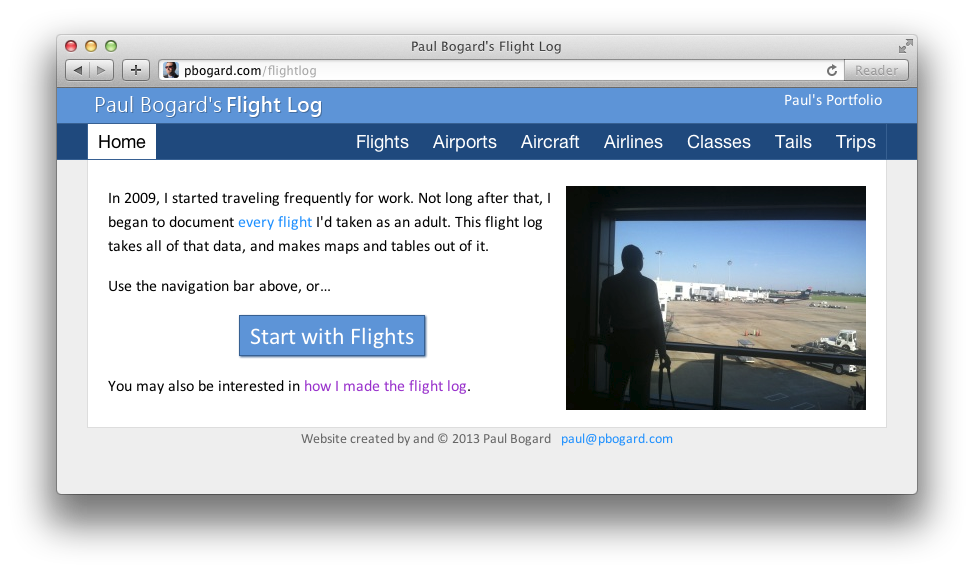 Paul Bogard's Flight Log
pbogard.com/flightlog
Reader
Paul Bogard's Flight Log
Paul's Portfolio
Home Flights Airports Aircraft Airlines Classes Tails Trips
In 2009, I started traveling frequently for work. Not long after that, I
began to document every flight I'd taken as an adult. This flight log
takes all of that data, and makes maps and tables out of it.
Use the navigation bar above, or…
Start with Flights
You may also be interested in how I made the flight log.
Website created by and © 2013 Paul Bogard paul@pbogard.com